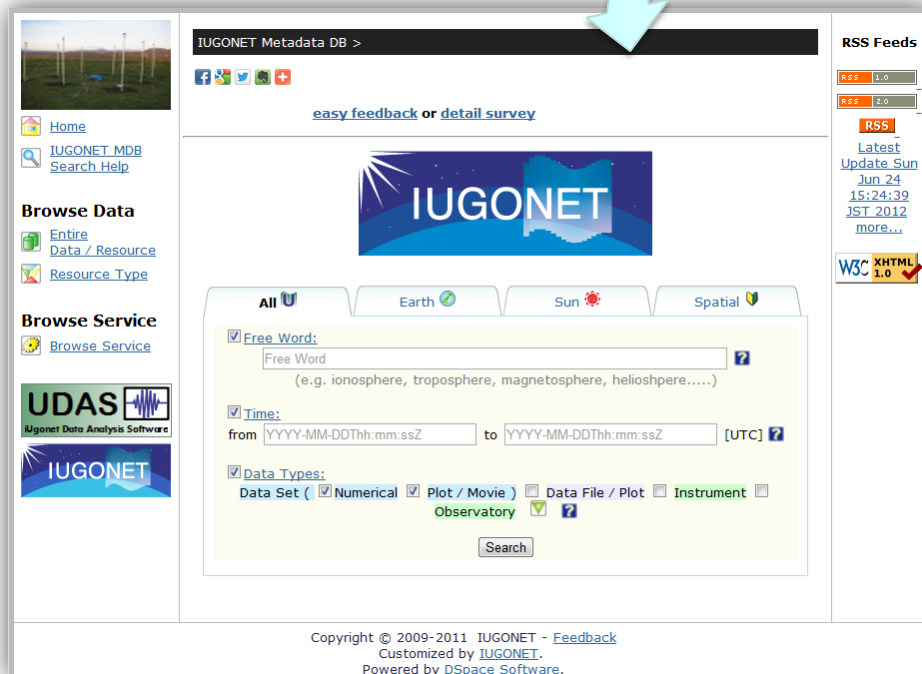 IUGONET Metadata DB >
easy feedback or detail survey
Home
IUGONET MDB
Search Help
Browse Data
Entire
Data / Resource
Resource Type
Browse Service
Browse Service
UDAS
iUgonet Data Analysis Software
IUGONET
IUGONET
All
Earth
Sun
Spatial
Free Word:
Free Word
(e.g. ionosphere, troposphere, magnetosphere, helioshpere.....)
Time:
from YYYY-MM-DDThh:mm:ssZ to YYYY-MM-DDThh:mm:ssZ [UTC]
Data Types:
Data Set ( Numerical Plot / Movie ) Data File / Plot Instrument
Observatory
Search
RSS Feeds
RSS 1.0
RSS 2.0
RSS
Latest
Update Sun
Jun 24
15:24:39
JST 2012
more...
W3C XHTML
1.0
Copyright © 2009-2011 IUGONET - Feedback
Customized by IUGONET.
Powered by DSpace Software.